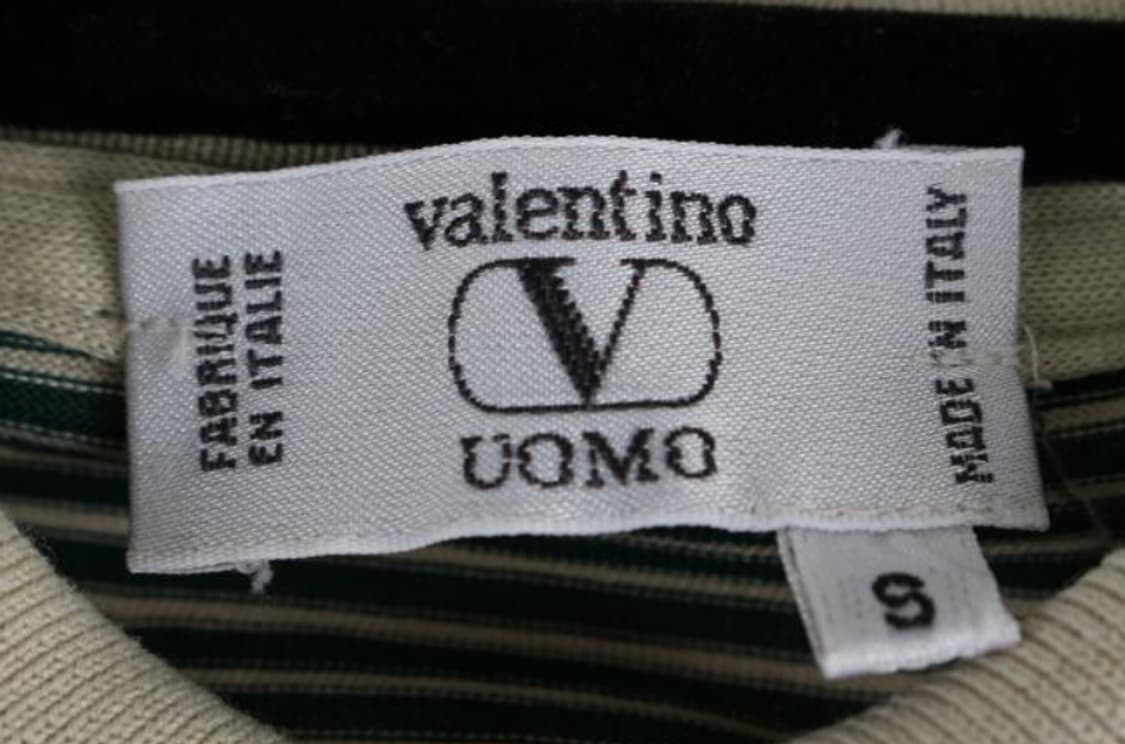 valentino
V
UOMO
FABRIQUE
EN ITALIE
MADE IN ITALY
S